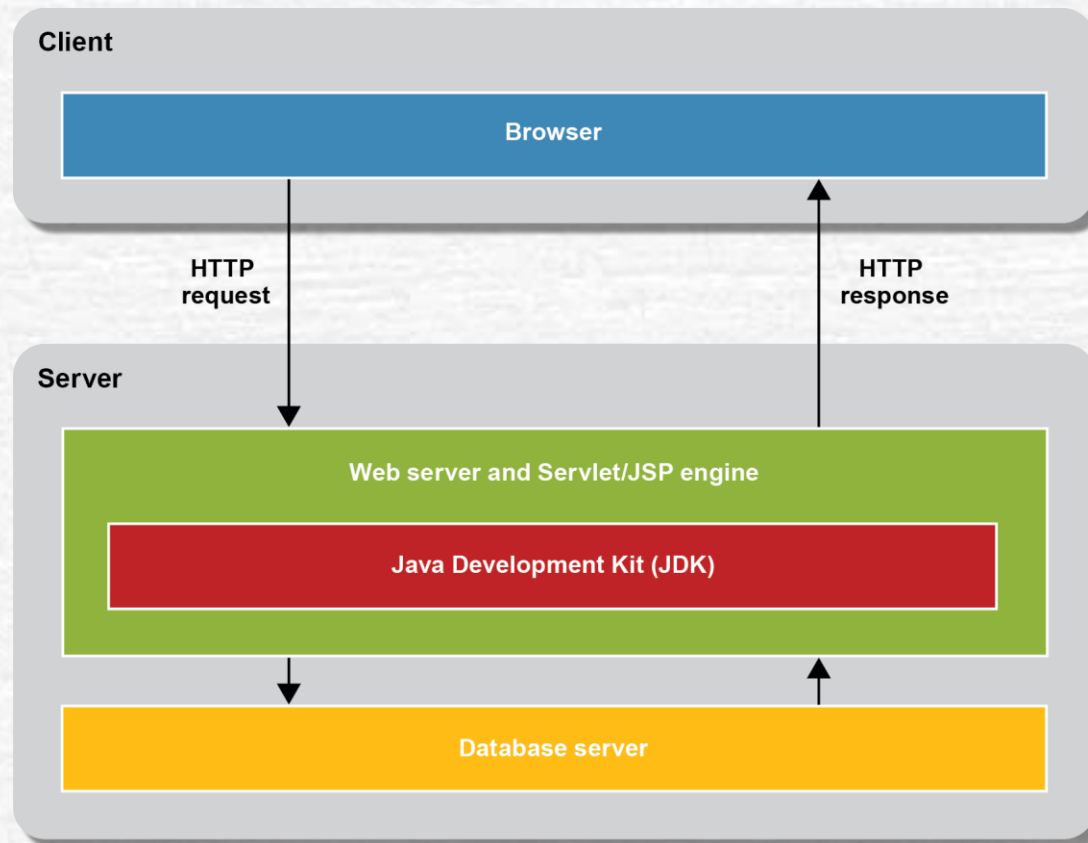 Client
Browser
HTTP
request
HTTP
response
Server
Web server and Servlet/JSP engine
Java Development Kit (JDK)
Database server